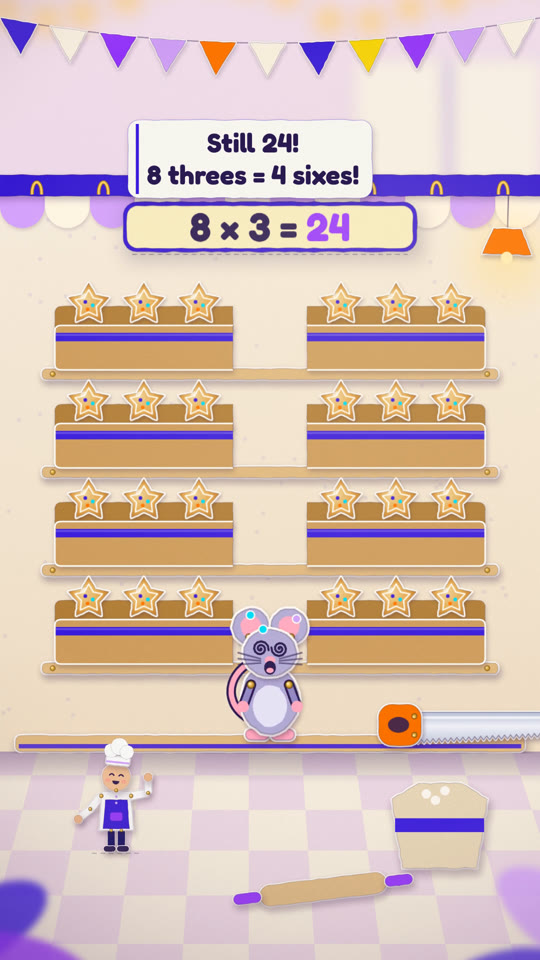 Still 24!
8 threes = 4 sixes!
8 × 3 = 24